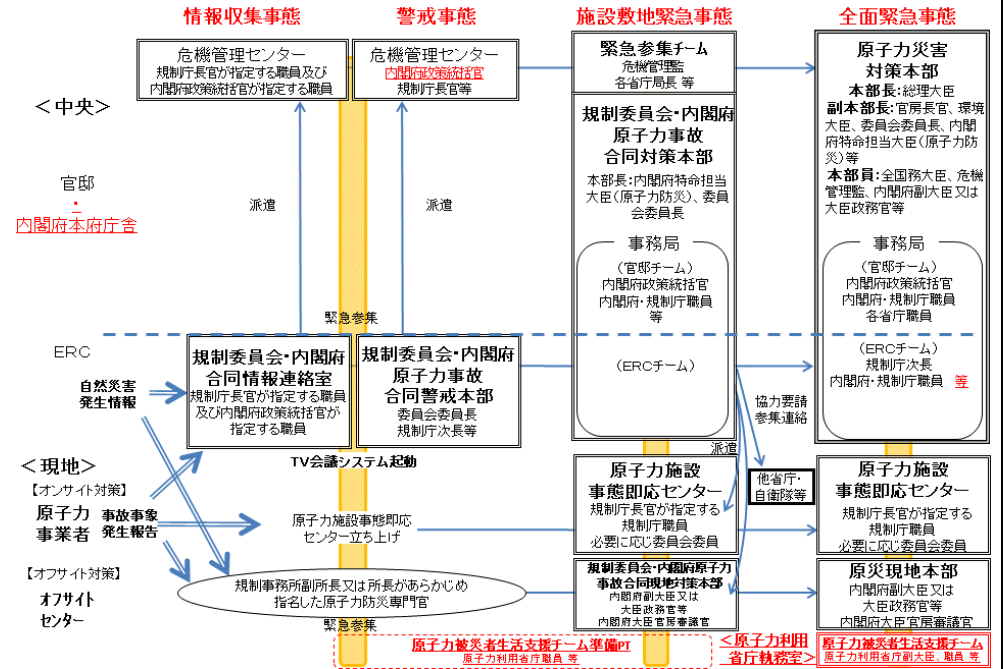 情報収集事態
警戒事態
施設敷地緊急事態
全面緊急事態
危機管理センター
規制庁長官が指定する職員及び
内閣府政策統括官が指定する職員
危機管理センター
内閣府政策統括官
規制庁長官等
緊急参集チーム
危機管理監
各省庁局長 等
原子力災害
対策本部
本部長:総理大臣
副本部長:官房長官、環境
大臣、委員会委員長、内閣
府特命担当大臣(原子力防
災)等
本部員:全国務大臣、危機
管理監、内閣府副大臣又は
大臣政務官等
<中央>
官邸
・
内閣府本府庁舎
派遣
派遣
規制委員会・内閣府
原子力事故
合同対策本部
本部長:内閣府特命担当
大臣(原子力防災)、委員
会委員長
事務局
(官邸チーム)
内閣府政策統括官
内閣府・規制庁職員
等
(ERCチーム)
事務局
(官邸チーム)
内閣府政策統括官
内閣府・規制庁職員
各省庁職員
(ERCチーム)
規制庁次長
内閣府・規制庁職員 等
緊急参集
ERC
自然災害
発生情報
規制委員会・内閣府
合同情報連絡室
規制庁長官が指定する職員
及び内閣府政策統括官が
指定する職員
規制委員会・内閣府
原子力事故
合同警戒本部
委員会委員長
規制庁次長等
TV会議システム起動
協力要請
参集連絡
派遣
他省庁・
自衛隊等
<現地>
【オンサイト対策】
原子力
事業者
事故事象
発生報告
原子力施設事態即応
センター立ち上げ
原子力施設
事態即応センター
規制庁長官が指定する
規制庁職員
必要に応じ委員会委員
原子力施設
事態即応センター
規制庁長官が指定する
規制庁職員
必要に応じ委員会委員
【オフサイト対策】
オフサイト
センター
規制事務所副所長又は所長があらかじめ
指名した原子力防災専門官
緊急参集
規制委員会・内閣府原子力
事故合同現地対策本部
内閣府副大臣又は
大臣政務官等
内閣府大臣官房審議官
原災現地本部
内閣府副大臣又は
大臣政務官等
内閣府大臣官房審議官
原子力被災者生活支援チーム準備PT
原子力利用省庁職員 等
<原子力利用
省庁執務室>
原子力被災者生活支援チーム
原子力利用省庁副大臣、職員 等